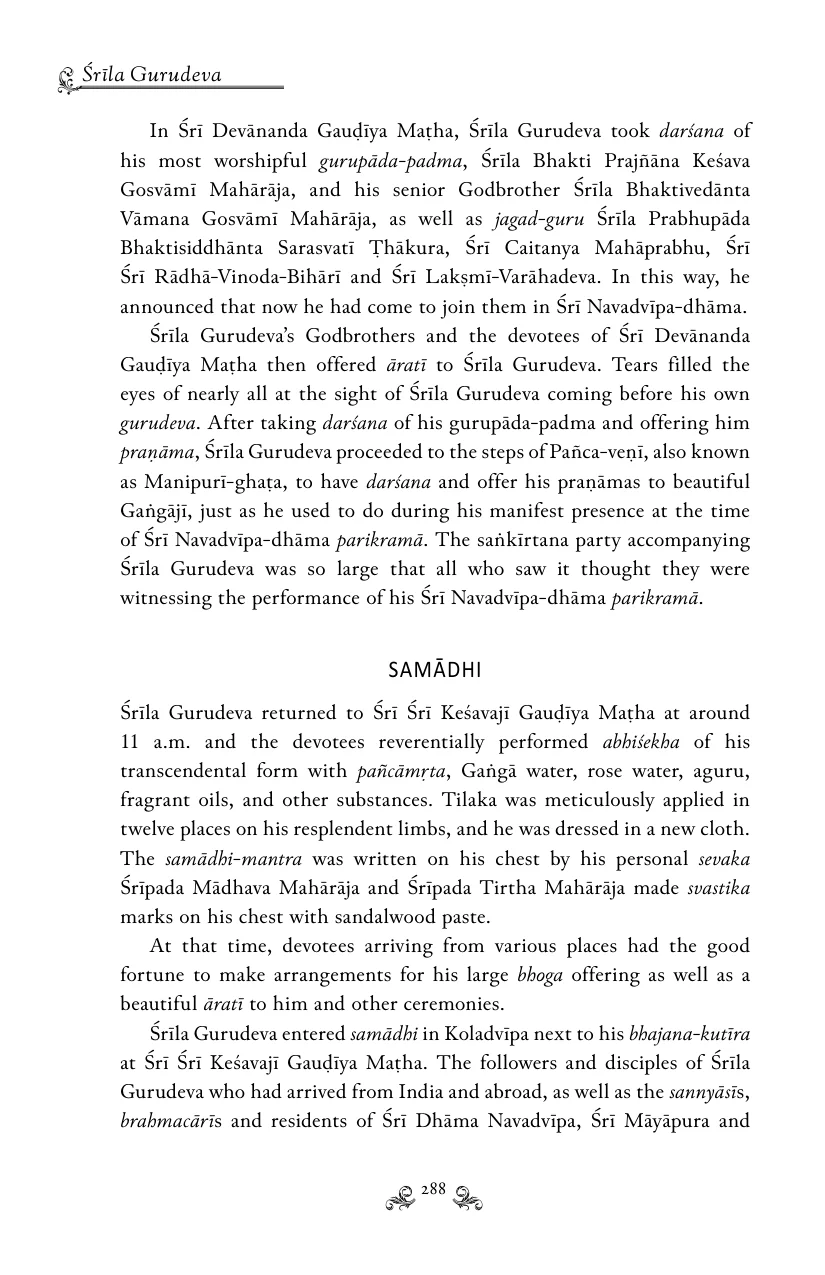 Śrīla Gurudeva
In Śrī Devānanda Gauḍīya Maṭha, Śrīla Gurudeva took darśana of
his most worshipful gurupāda-padma, Śrīla Bhakti Prajñāna Keśava
Gosvāmī Mahārāja, and his senior Godbrother Śrīla Bhaktivedānta
Vāmana Gosvāmī Mahārāja, as well as jagad-guru Śrīla Prabhupāda
Bhaktisiddhānta Sarasvatī Ṭhākura, Śrī Caitanya Mahāprabhu, Śrī
Śrī Rādhā-Vinoda-Bihārī and Śrī Lakṣmī-Varāhadeva. In this way, he
announced that now he had come to join them in Śrī Navadvīpa-dhāma.
Śrīla Gurudeva’s Godbrothers and the devotees of Śrī Devānanda
Gauḍīya Maṭha then offered āratī to Śrīla Gurudeva. Tears filled the
eyes of nearly all at the sight of Śrīla Gurudeva coming before his own
gurudeva. After taking darśana of his gurupāda-padma and offering him
praṇāma, Śrīla Gurudeva proceeded to the steps of Pañca-veṇī, also known
as Manipurī-ghaṭa, to have darśana and offer his praṇāmas to beautiful
Gaṅgājī, just as he used to do during his manifest presence at the time
of Śrī Navadvīpa-dhāma parikramā. The saṅkīrtana party accompanying
Śrīla Gurudeva was so large that all who saw it thought they were
witnessing the performance of his Śrī Navadvīpa-dhāma parikramā.
SAMĀDHI
Śrīla Gurudeva returned to Śrī Śrī Keśavajī Gauḍīya Maṭha at around
11 a.m. and the devotees reverentially performed abhiśekha of his
transcendental form with pañcāmṛta, Gaṅgā water, rose water, aguru,
fragrant oils, and other substances. Tilaka was meticulously applied in
twelve places on his resplendent limbs, and he was dressed in a new cloth.
The samādhi-mantra was written on his chest by his personal sevaka
Śrīpada Mādhava Mahārāja and Śrīpada Tirtha Mahārāja made svastika
marks on his chest with sandalwood paste.
At that time, devotees arriving from various places had the good
fortune to make arrangements for his large bhoga offering as well as a
beautiful āratī to him and other ceremonies.
Śrīla Gurudeva entered samādhi in Koladvīpa next to his bhajana-kutīra
at Śrī Śrī Keśavajī Gauḍīya Maṭha. The followers and disciples of Śrīla
Gurudeva who had arrived from India and abroad, as well as the sannyāsīs,
brahmacārīs and residents of Śrī Dhāma Navadvīpa, Śrī Māyāpura and
288